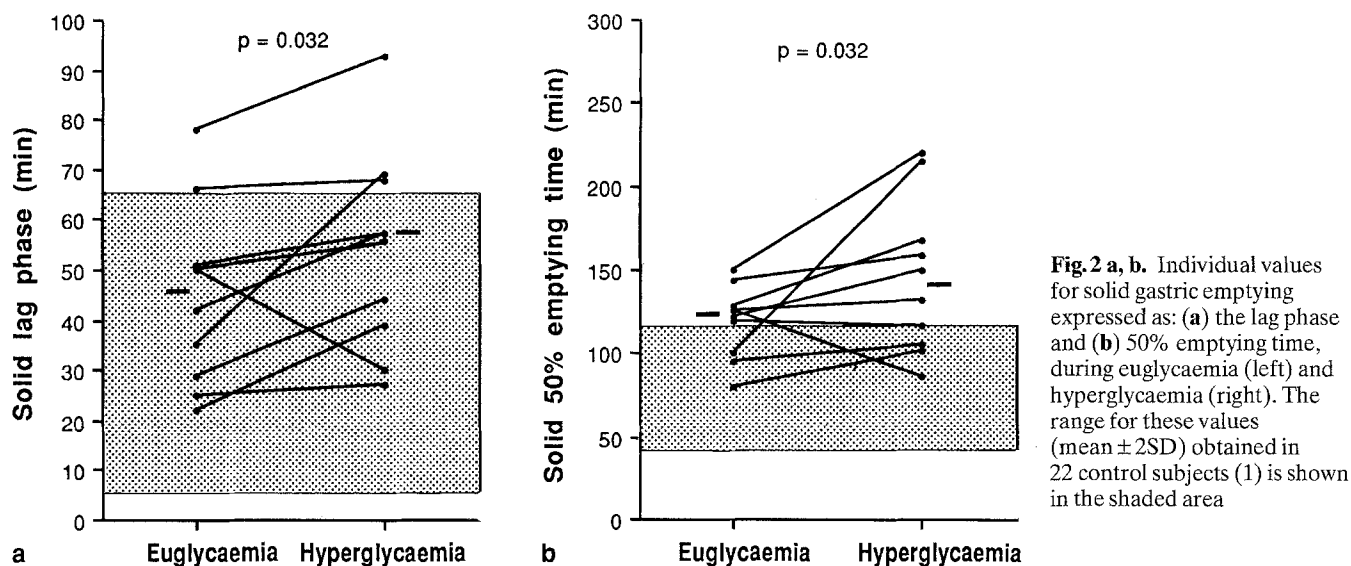 100
90
80
70
60
50
40
30
20
10
0
Solid lag phase (min)
p = 0.032
Euglycaemia Hyperglycaemia
a
300
250
200
150
100
50
0
Solid 50% emptying time (min)
p = 0.032
Euglycaemia Hyperglycaemia
b
Fig. 2 a, b. Individual values
for solid gastric emptying
expressed as: (a) the lag phase
and (b) 50% emptying time,
during euglycaemia (left) and
hyperglycaemia (right). The
range for these values
(mean ± 2SD) obtained in
22 control subjects (1) is shown
in the shaded area